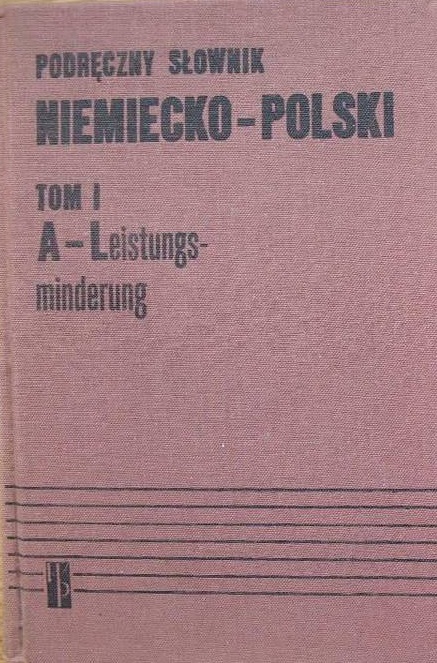 PODRĘCZNY SŁOWNIK
NIEMIECKO-POLSKI
TOM I
A-Leistungs-
minderung